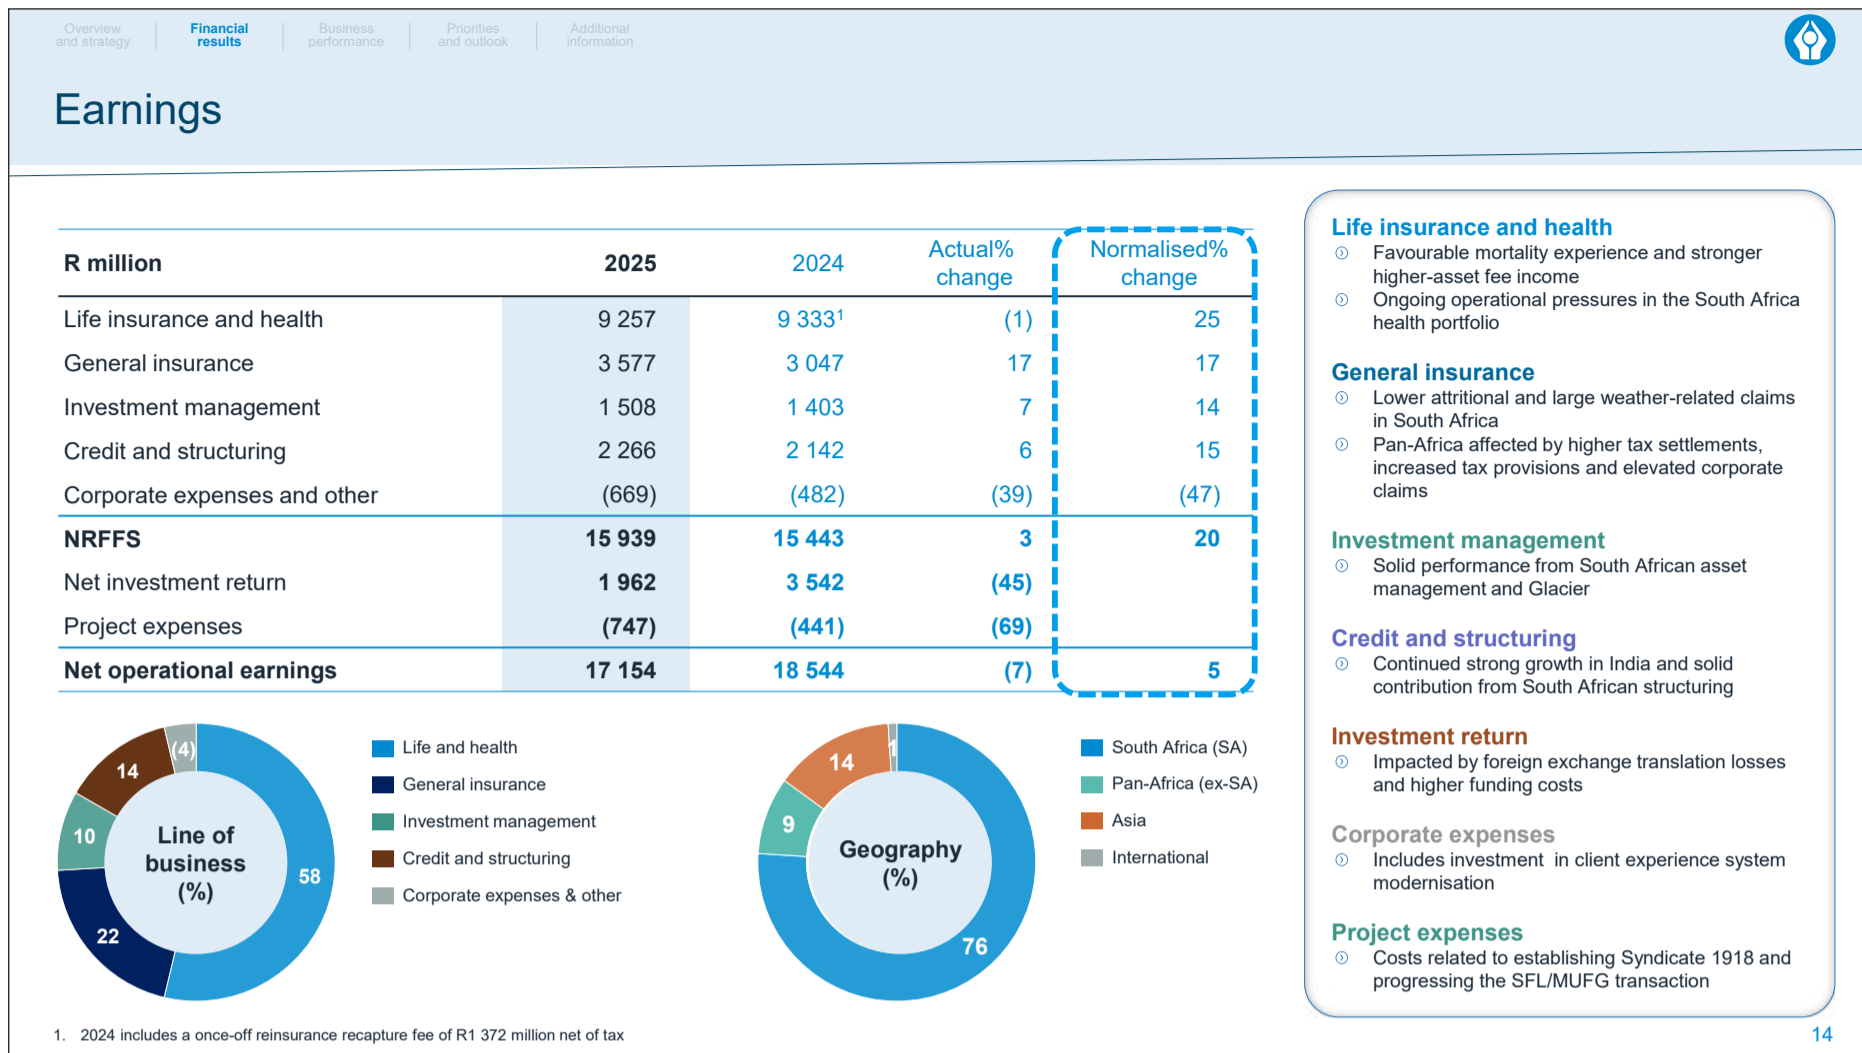 Overview
and strategy
Financial
results
Business
performance
Priorities
and outlook
Additional
information
Earnings
R million 2025 2024 Actual% change Normalised% change
Life insurance and health 9 257 9 333¹ (1) 25
General insurance 3 577 3 047 17 17
Investment management 1 508 1 403 7 14
Credit and structuring 2 266 2 142 6 15
Corporate expenses and other (669) (482) (39) (47)
NRFFS 15 939 15 443 3 20
Net investment return 1 962 3 542 (45)
Project expenses (747) (441) (69)
Net operational earnings 17 154 18 544 (7) 5
Line of
business
(%)
58
22
10
14
(4)
Life and health
General insurance
Investment management
Credit and structuring
Corporate expenses & other
Geography
(%)
76
9
14
1
South Africa (SA)
Pan-Africa (ex-SA)
Asia
International
Life insurance and health
Favourable mortality experience and stronger
higher-asset fee income
Ongoing operational pressures in the South Africa
health portfolio
General insurance
Lower attritional and large weather-related claims
in South Africa
Pan-Africa affected by higher tax settlements,
increased tax provisions and elevated corporate
claims
Investment management
Solid performance from South African asset
management and Glacier
Credit and structuring
Continued strong growth in India and solid
contribution from South African structuring
Investment return
Impacted by foreign exchange translation losses
and higher funding costs
Corporate expenses
Includes investment  in client experience system
modernisation
Project expenses
Costs related to establishing Syndicate 1918 and
progressing the SFL/MUFG transaction
1. 2024 includes a once-off reinsurance recapture fee of R1 372 million net of tax
14